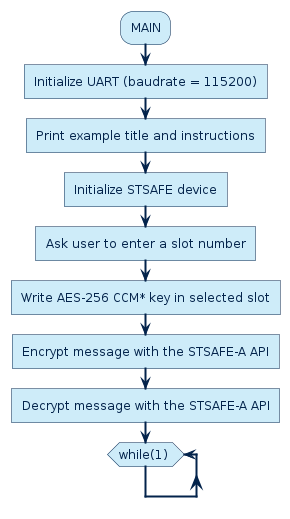 MAIN
Initialize UART (baudrate = 115200)
Print example title and instructions
Initialize STSAFE device
Ask user to enter a slot number
Write AES-256 CCM* key in selected slot
Encrypt message with the STSAFE-A API
Decrypt message with the STSAFE-A API
while(1)